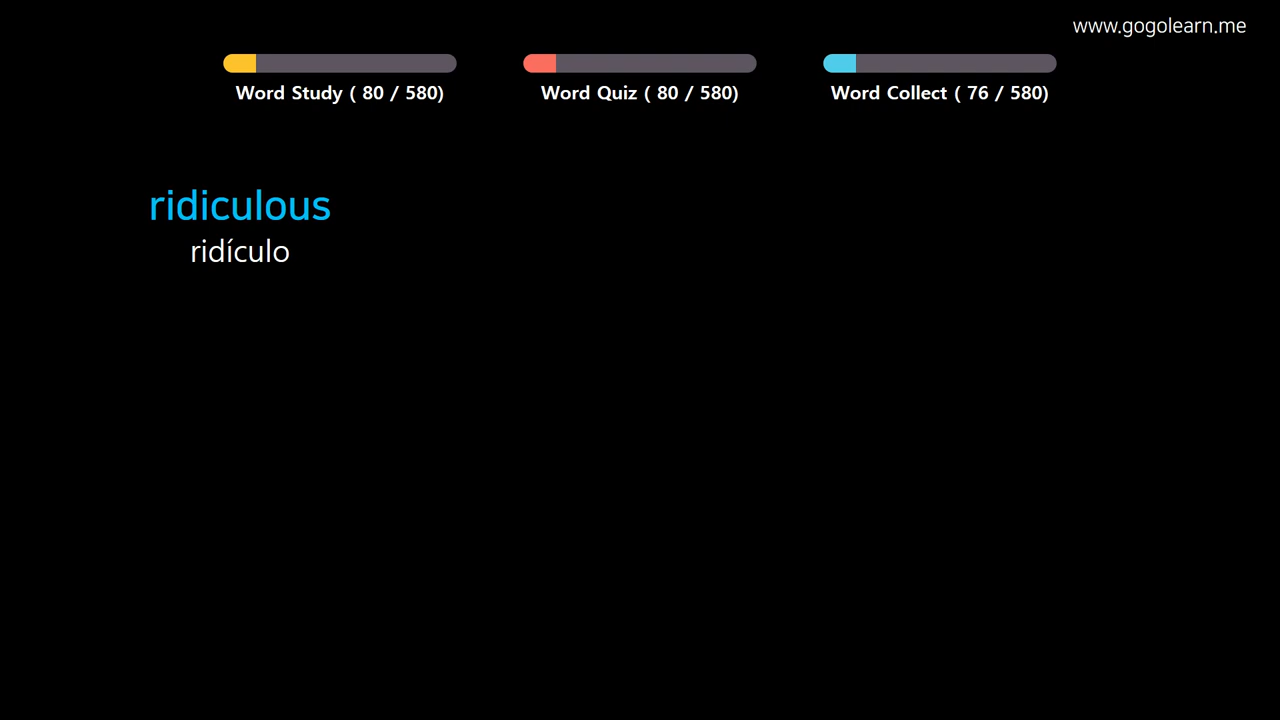 www.gogolearn.me
Word Study ( 80 / 580)
Word Quiz ( 80 / 580)
Word Collect ( 76 / 580)
ridiculous
ridículo